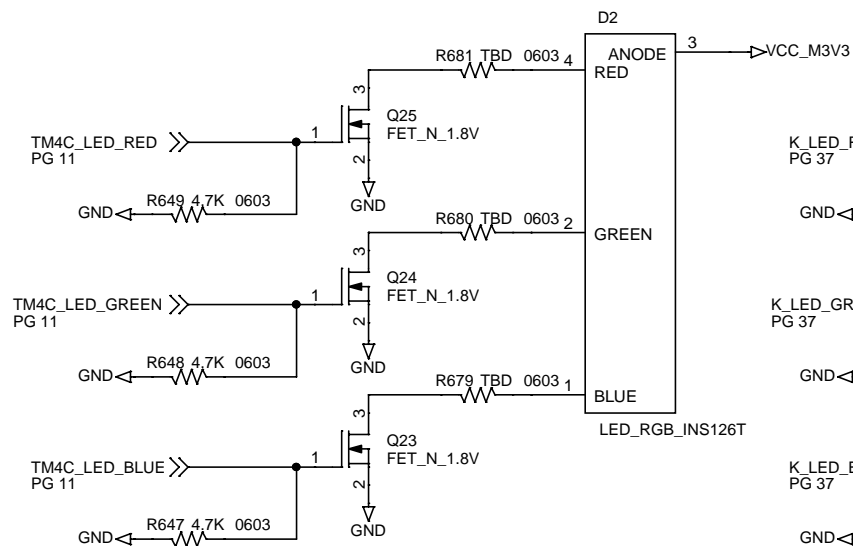 D2
R681 TBD 0603 4
ANODE 3 VCC_M3V3
RED
3
Q25
FET_N_1.8V
TM4C_LED_RED 1
PG 11
2
GND
R649 4.7K 0603
GND
K_LED_
PG 37
GND
R680 TBD 0603 2
GREEN
3
Q24
FET_N_1.8V
TM4C_LED_GREEN 1
PG 11
2
GND
R648 4.7K 0603
GND
K_LED_GR
PG 37
GND
R679 TBD 0603 1
BLUE
LED_RGB_INS126T
3
Q23
FET_N_1.8V
TM4C_LED_BLUE 1
PG 11
2
GND
R647 4.7K 0603
GND
K_LED_
PG 37
GND